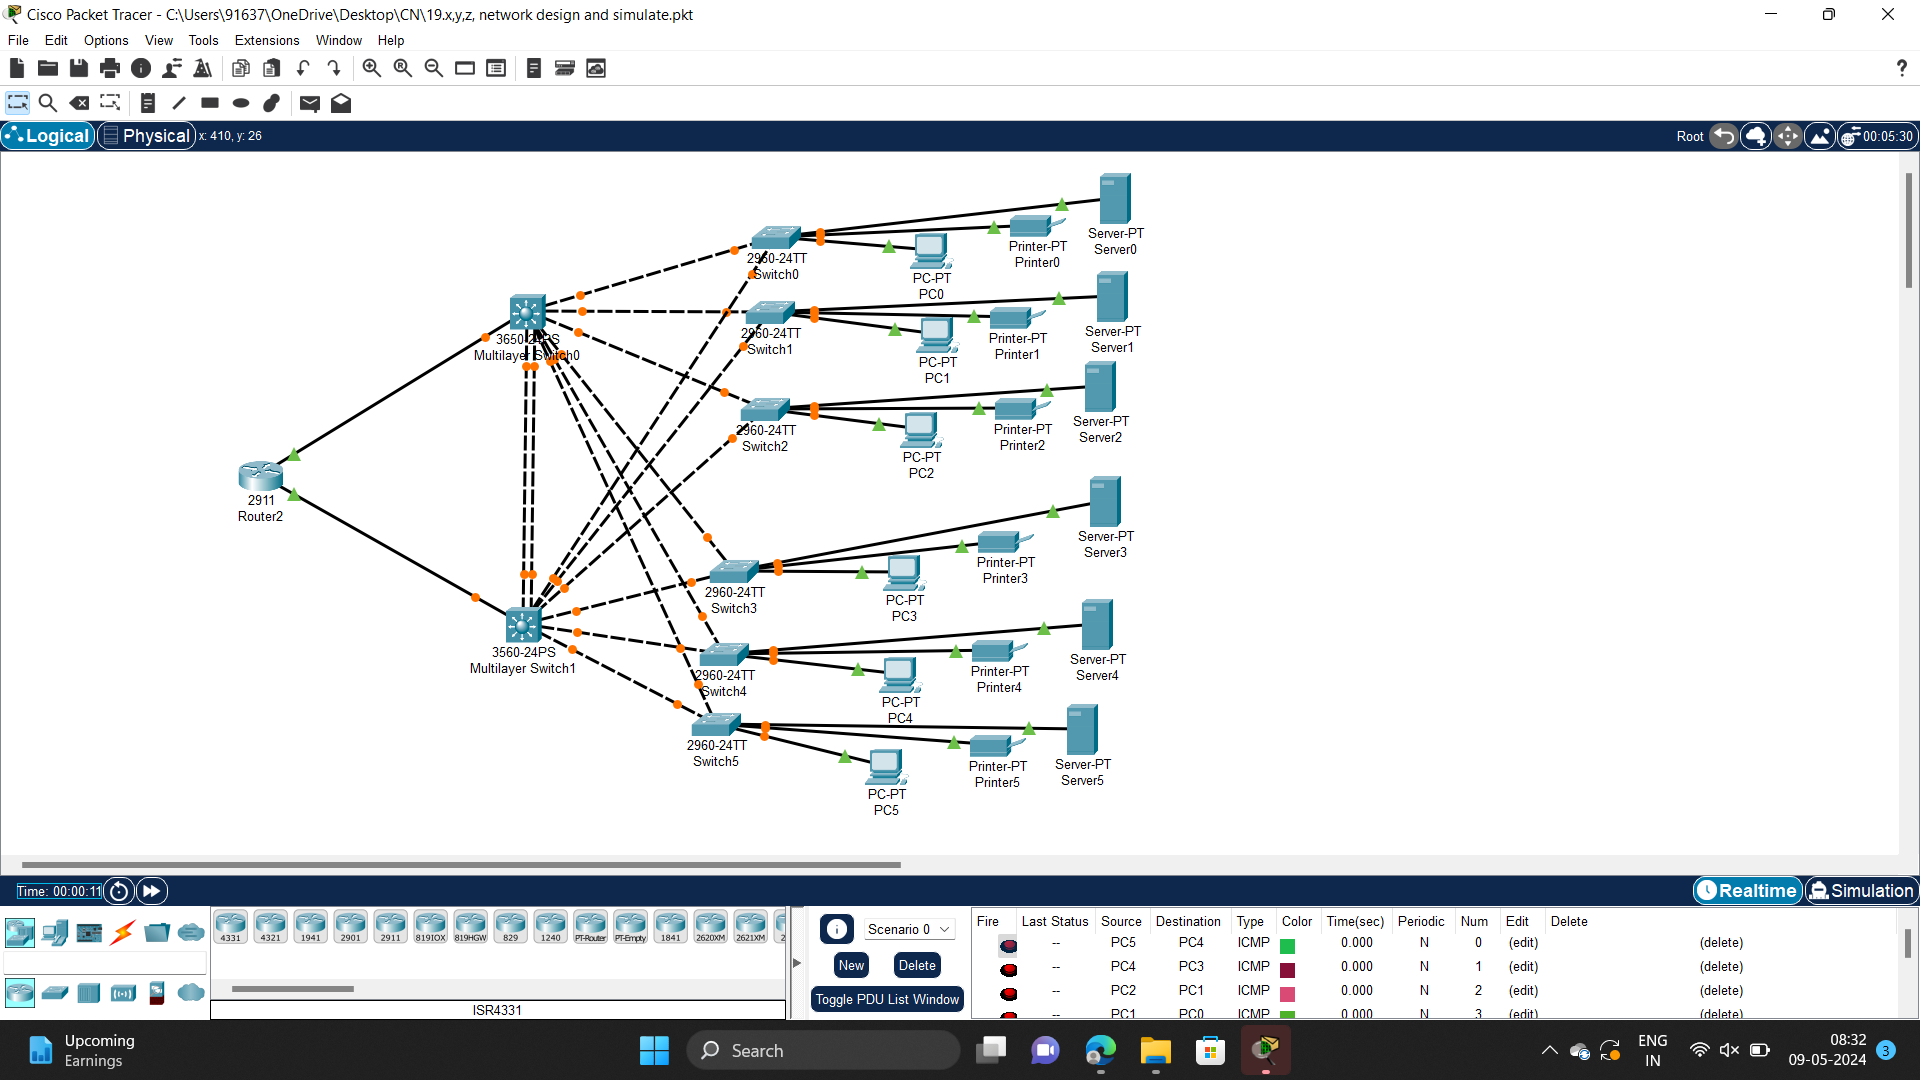 Cisco Packet Tracer - C:\Users\91637\OneDrive\Desktop\CN\19.x,y,z, network design and simulate.pkt
File Edit Options View Tools Extensions Window Help
?
Logical Physical x: 410, y: 26 Root 00:05:30
Server-PT
Server0
Printer-PT
Printer0
2960-24TT
Switch0
PC-PT
PC0
Server-PT
Server1
Printer-PT
Printer1
2960-24TT
Switch1
PC-PT
PC1
3650-24PS
Multilayer Switch0
Server-PT
Server2
Printer-PT
Printer2
2960-24TT
Switch2
PC-PT
PC2
2911
Router2
Server-PT
Server3
Printer-PT
Printer3
2960-24TT
Switch3
PC-PT
PC3
3560-24PS
Multilayer Switch1
Server-PT
Server4
Printer-PT
Printer4
2960-24TT
Switch4
PC-PT
PC4
2960-24TT
Switch5
Server-PT
Server5
Printer-PT
Printer5
PC-PT
PC5
Time: 00:00:11 Realtime Simulation
4331 4321 1941 2901 2911 819IOX 819HGW 829 1240 PT-Router PT-Empty 1841 2620XM 2621XM 2
ISR4331
Scenario 0
New Delete
Toggle PDU List Window
Fire Last Status Source Destination Type Color Time(sec) Periodic Num Edit Delete
-- PC5 PC4 ICMP 0.000 N 0 (edit) (delete)
-- PC4 PC3 ICMP 0.000 N 1 (edit) (delete)
-- PC2 PC1 ICMP 0.000 N 2 (edit) (delete)
-- PC1 PC0 ICMP 0.000 N 3 (edit) (delete)
Upcoming
Earnings
Search
ENG
IN
08:32
09-05-2024
3